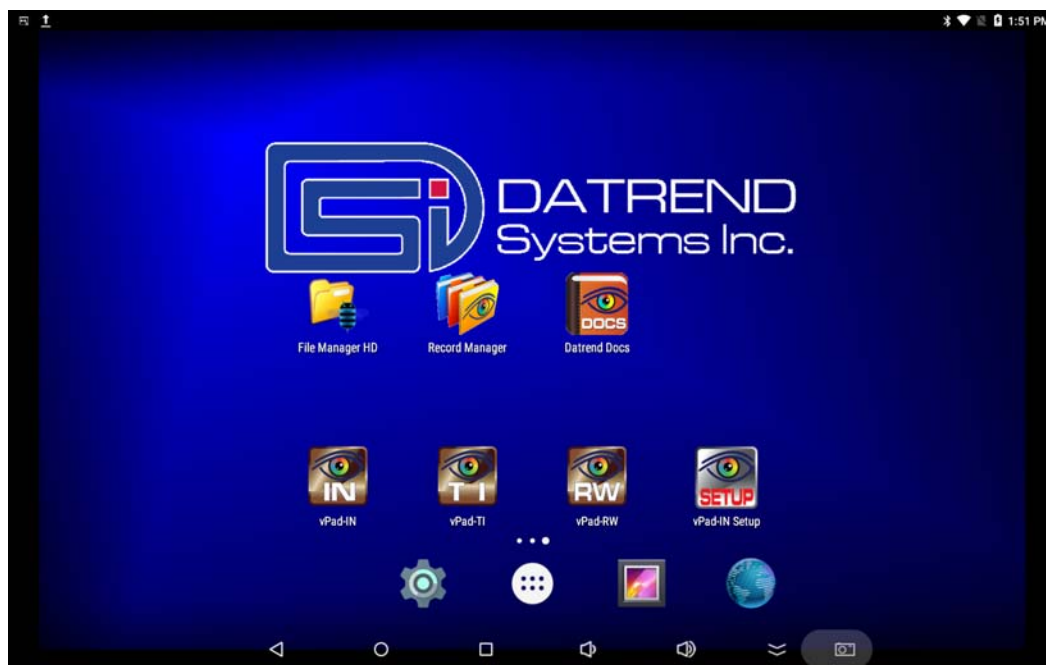 1:51 PM
DATREND
Systems Inc.
DOCS
File Manager HD
Record Manager
Datrend Docs
IN
TI
RW
SETUP
vPad-IN
vPad-TI
vPad-RW
vPad-IN Setup